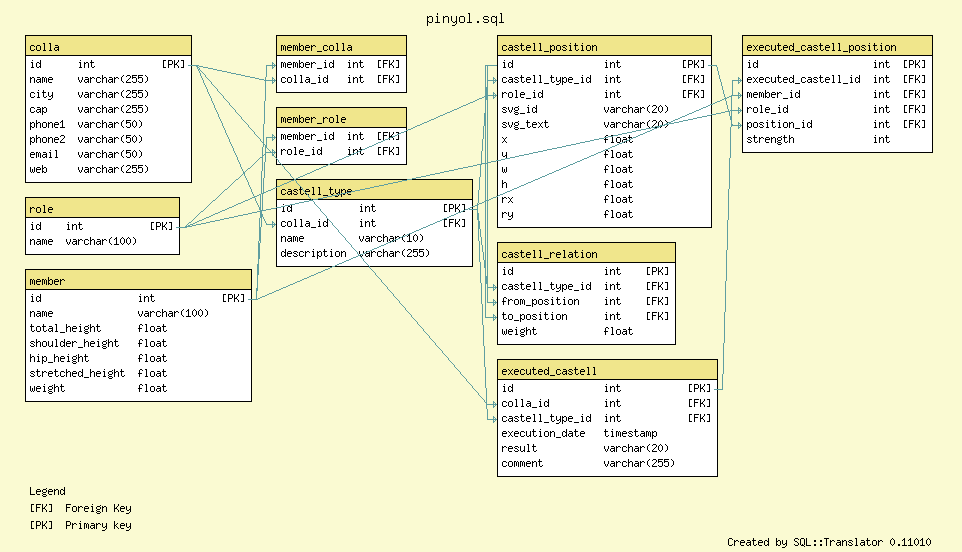 pinyol.sql
colla
id int [PK]
name varchar(255)
city varchar(255)
cap varchar(255)
phone1 varchar(50)
phone2 varchar(50)
email varchar(50)
web varchar(255)
role
id int [PK]
name varchar(100)
member
id int [PK]
name varchar(100)
total_height float
shoulder_height float
hip_height float
stretched_height float
weight float
member_colla
member_id int [FK]
colla_id int [FK]
member_role
member_id int [FK]
role_id int [FK]
castell_type
id int [PK]
colla_id int [FK]
name varchar(10)
description varchar(255)
castell_position
id int [PK]
castell_type_id int [FK]
role_id int [FK]
svg_id varchar(20)
svg_text varchar(20)
x float
y float
w float
h float
rx float
ry float
castell_relation
id int [PK]
castell_type_id int [FK]
from_position int [FK]
to_position int [FK]
weight float
executed_castell
id int [PK]
colla_id int [FK]
castell_type_id int [FK]
execution_date timestamp
result varchar(20)
comment varchar(255)
executed_castell_position
id int [PK]
executed_castell_id int [FK]
member_id int [FK]
role_id int [FK]
position_id int [FK]
strength int
Legend
[FK] Foreign Key
[PK] Primary key
Created by SQL::Translator 0.11010